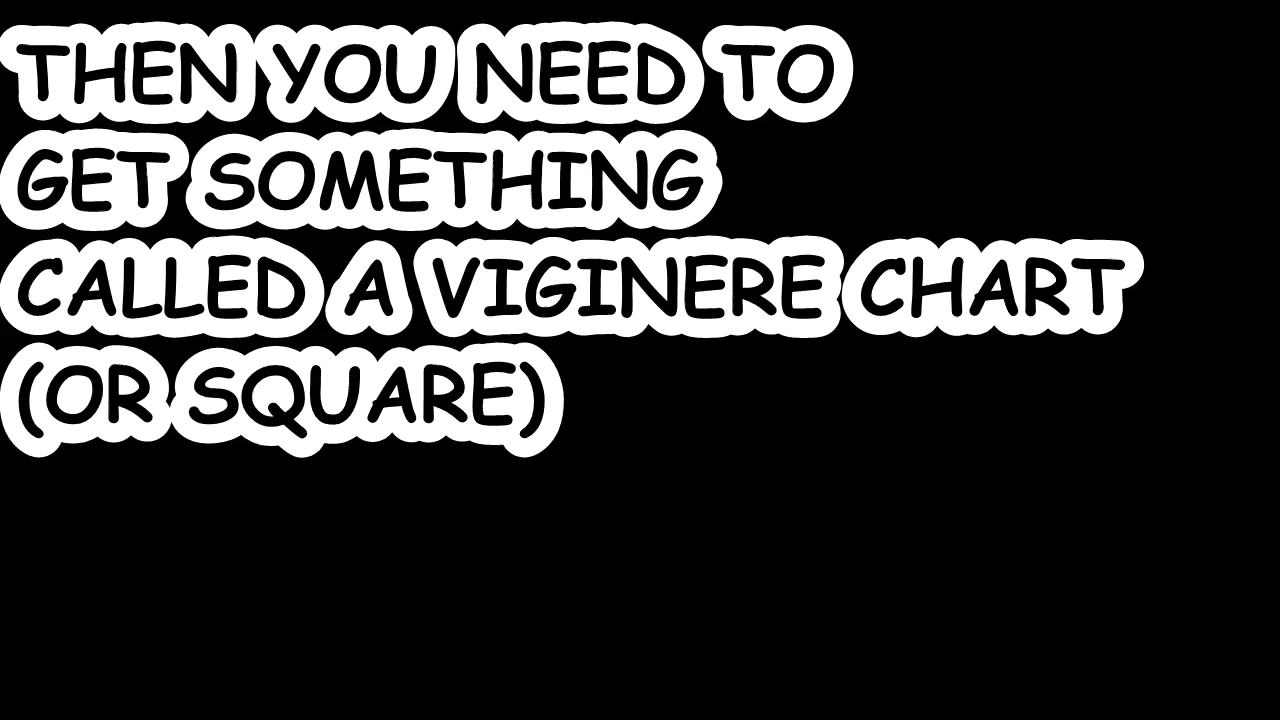 THEN YOU NEED TO
GET SOMETHING
CALLED A VIGINERE CHART
(OR SQUARE)